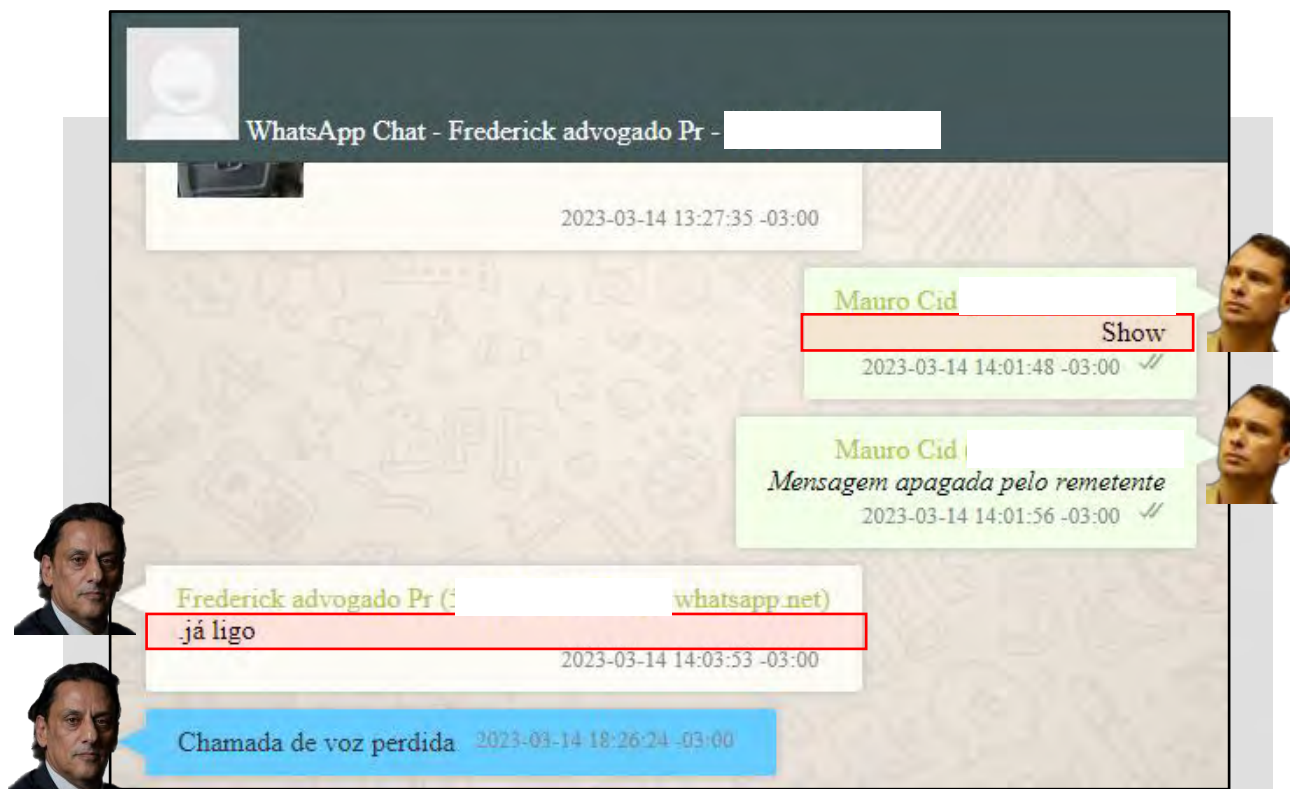 WhatsApp Chat - Frederick advogado Pr -
2023-03-14 13:27:35 -03:00
Mauro Cid
Show
2023-03-14 14:01:48 -03:00
Mauro Cid (
Mensagem apagada pelo remetente
2023-03-14 14:01:56 -03:00
Frederick advogado Pr (5 whatsapp.net)
.já ligo
2023-03-14 14:03:53 -03:00
Chamada de voz perdida 2023-03-14 18:26:24 -03:00